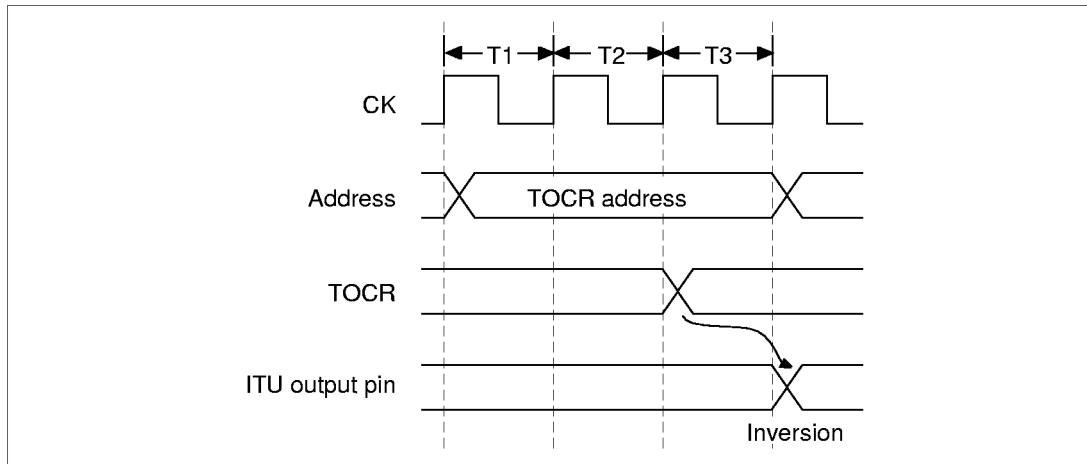 T1 T2 T3
CK
Address TOCR address
TOCR
ITU output pin
Inversion